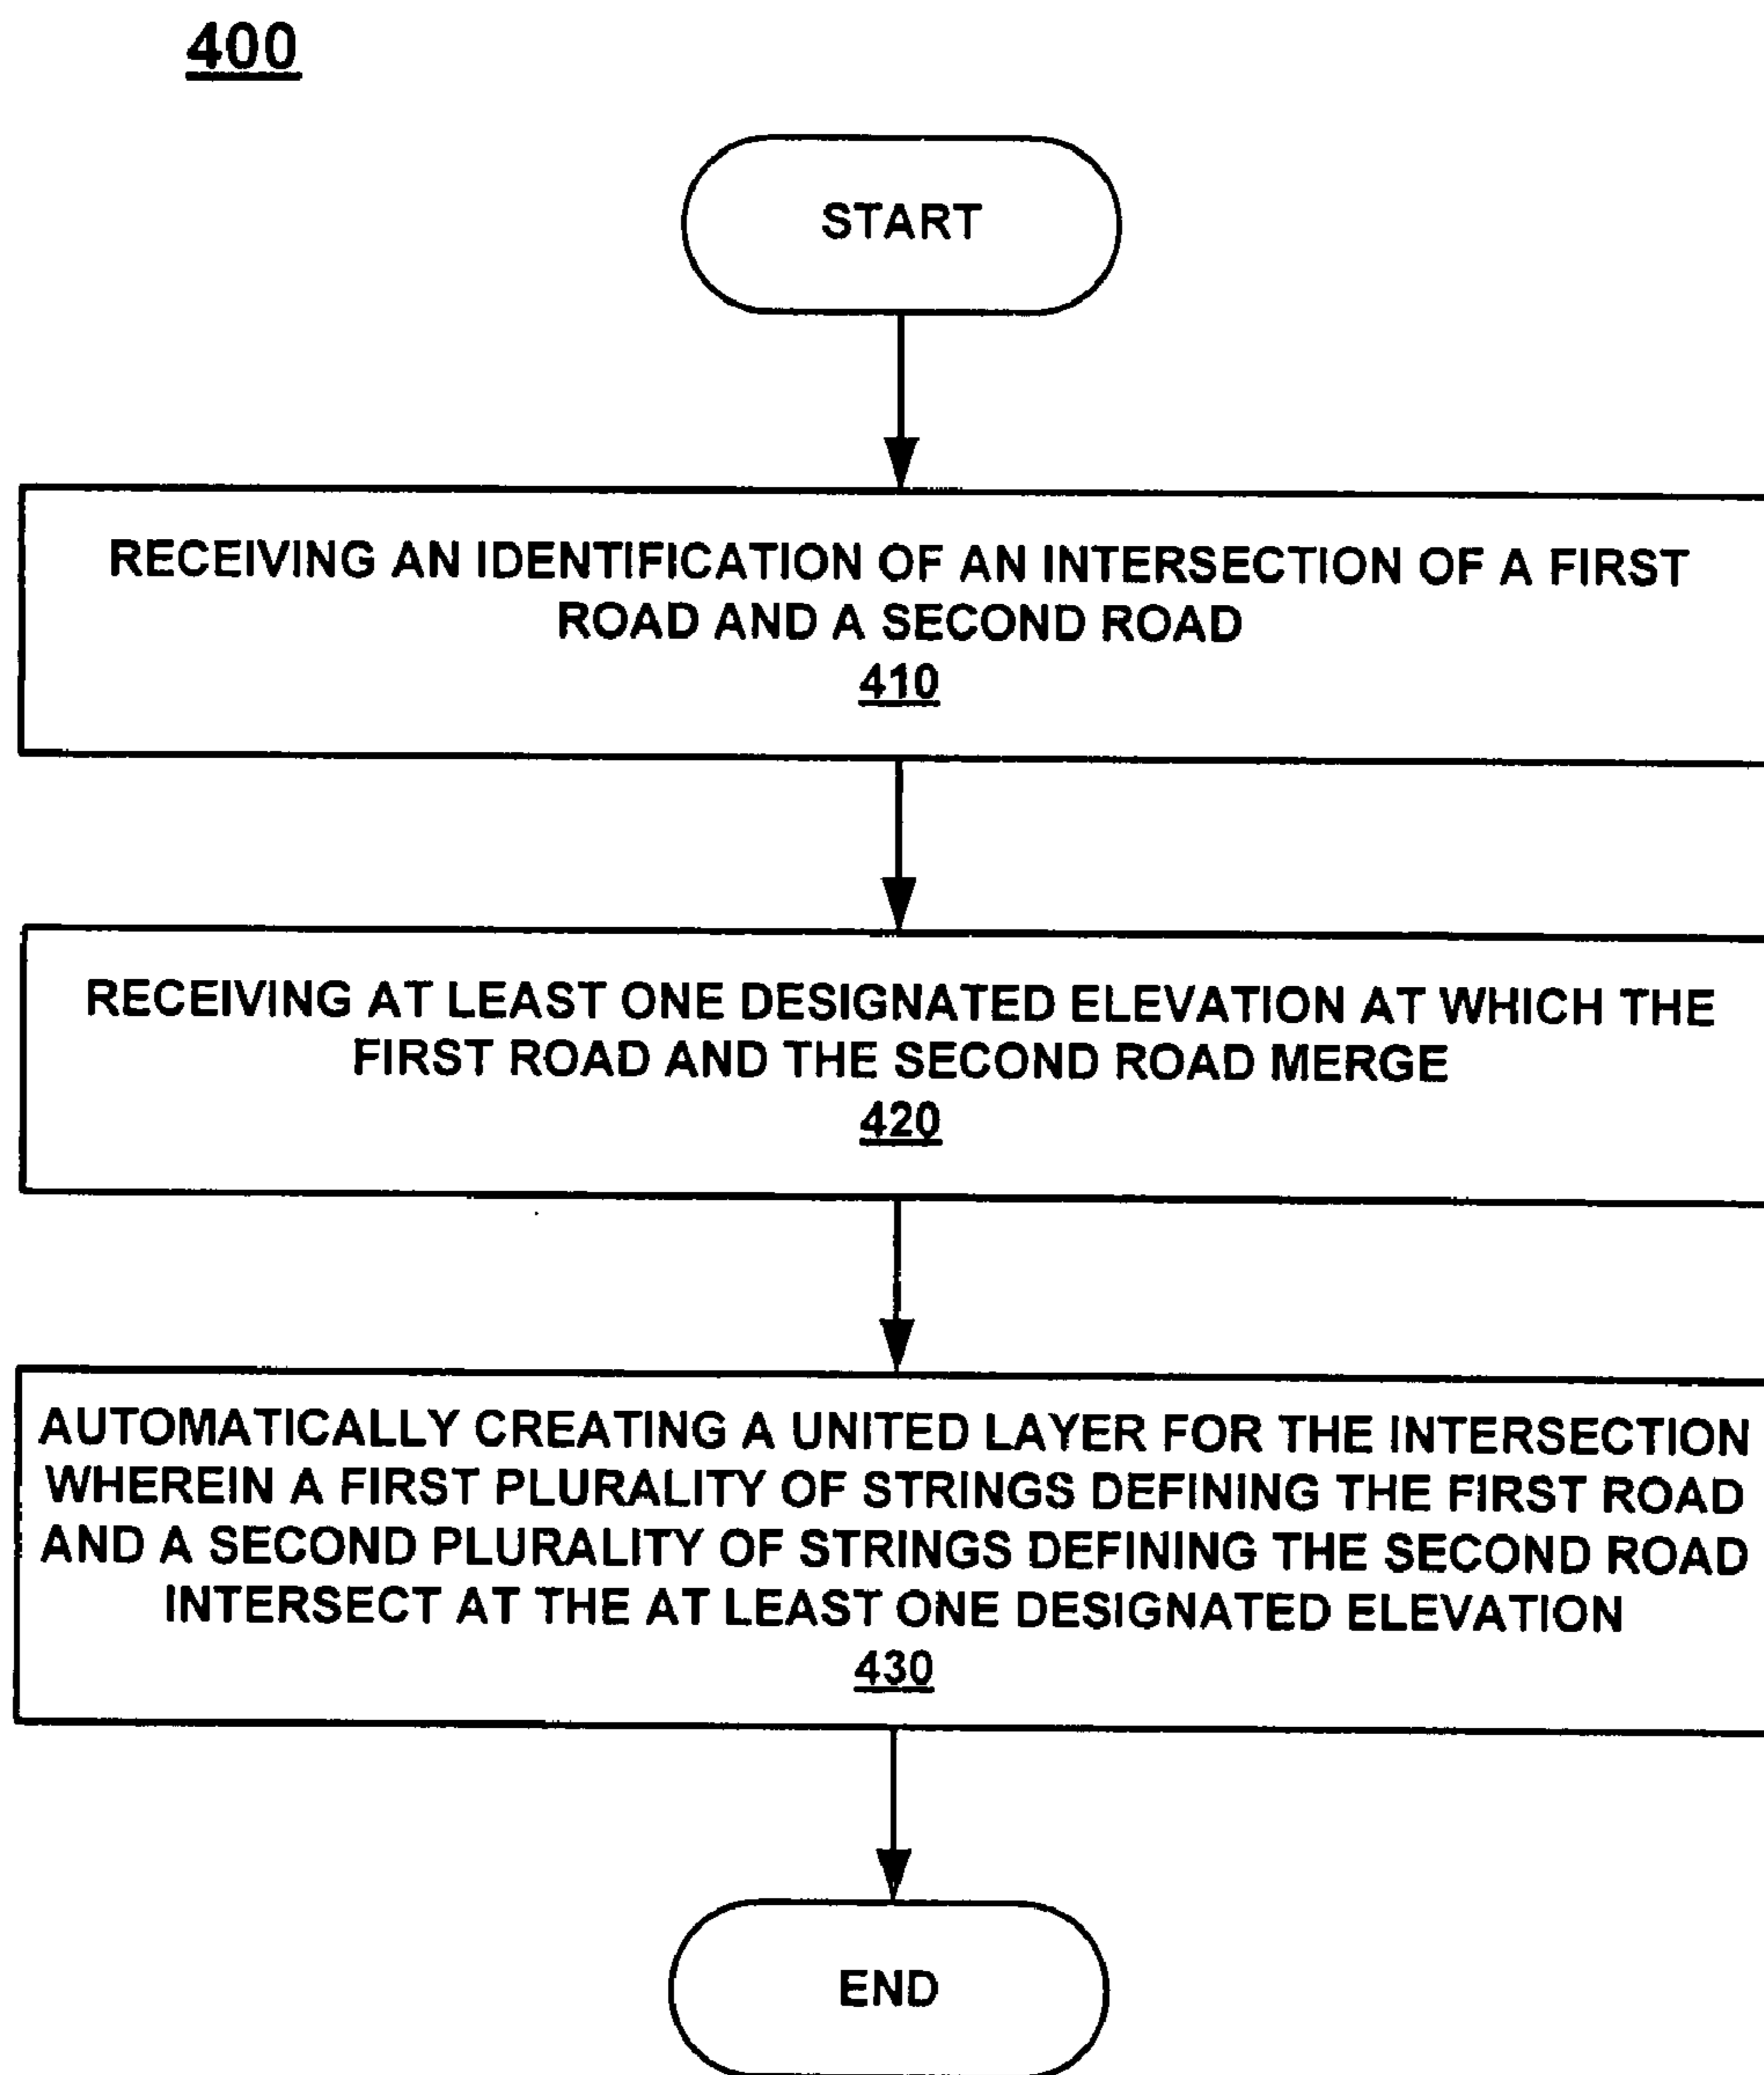 400
START
RECEIVING AN IDENTIFICATION OF AN INTERSECTION OF A FIRST
ROAD AND A SECOND ROAD
410
RECEIVING AT LEAST ONE DESIGNATED ELEVATION AT WHICH THE
FIRST ROAD AND THE SECOND ROAD MERGE
420
AUTOMATICALLY CREATING A UNITED LAYER FOR THE INTERSECTION
WHEREIN A FIRST PLURALITY OF STRINGS DEFINING THE FIRST ROAD
AND A SECOND PLURALITY OF STRINGS DEFINING THE SECOND ROAD
INTERSECT AT THE AT LEAST ONE DESIGNATED ELEVATION
430
END